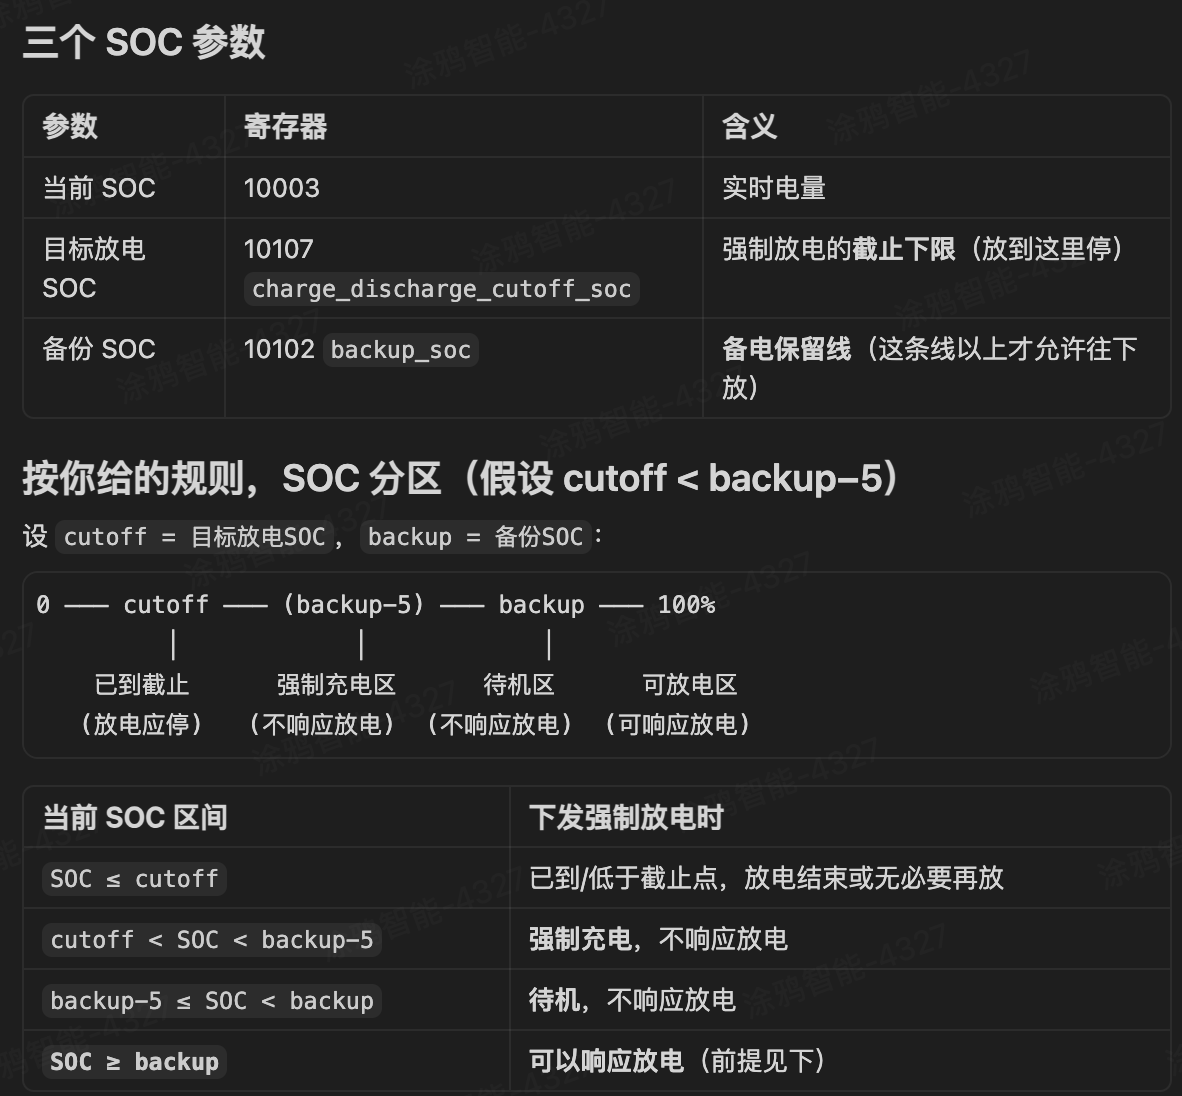 三个 SOC 参数
参数 寄存器 含义
当前 SOC 10003 实时电量
目标放电 10107 强制放电的截止下限（放到这里停）
SOC charge_discharge_cutoff_soc
备份 SOC 10102 backup_soc 备电保留线（这条线以上才允许往下
放）
按你给的规则，SOC 分区（假设 cutoff < backup−5）
设 cutoff = 目标放电SOC，backup = 备份SOC：
0 —— cutoff —— (backup-5) —— backup —— 100%
| | |
已到截止 强制充电区 待机区 可放电区
(放电应停) (不响应放电) (不响应放电) (可响应放电)
当前 SOC 区间 下发强制放电时
SOC ≤ cutoff 已到/低于截止点，放电结束或无必要再放
cutoff < SOC < backup-5 强制充电，不响应放电
backup-5 ≤ SOC < backup 待机，不响应放电
SOC ≥ backup 可以响应放电（前提见下）
涂鸦智能-4327